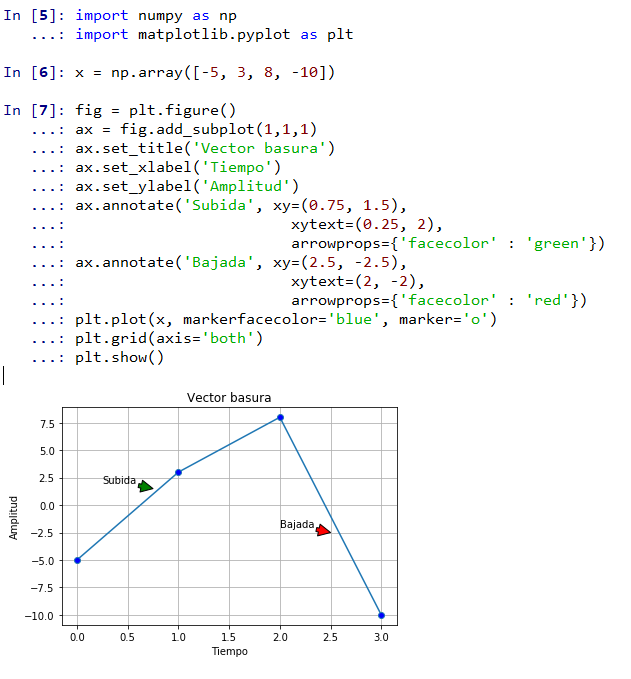 In [5]: import numpy as np
...: import matplotlib.pyplot as plt
In [6]: x = np.array([-5, 3, 8, -10])
In [7]: fig = plt.figure()
...: ax = fig.add_subplot(1,1,1)
...: ax.set_title('Vector basura')
...: ax.set_xlabel('Tiempo')
...: ax.set_ylabel('Amplitud')
...: ax.annotate('Subida', xy=(0.75, 1.5),
...: xytext=(0.25, 2),
...: arrowprops={'facecolor' : 'green'})
...: ax.annotate('Bajada', xy=(2.5, -2.5),
...: xytext=(2, -2),
...: arrowprops={'facecolor' : 'red'})
...: plt.plot(x, markerfacecolor='blue', marker='o')
...: plt.grid(axis='both')
...: plt.show()
Vector basura
7.5
5.0
2.5
0.0
−2.5
−5.0
−7.5
−10.0
Amplitud
Subida
Bajada
0.0 0.5 1.0 1.5 2.0 2.5 3.0
Tiempo